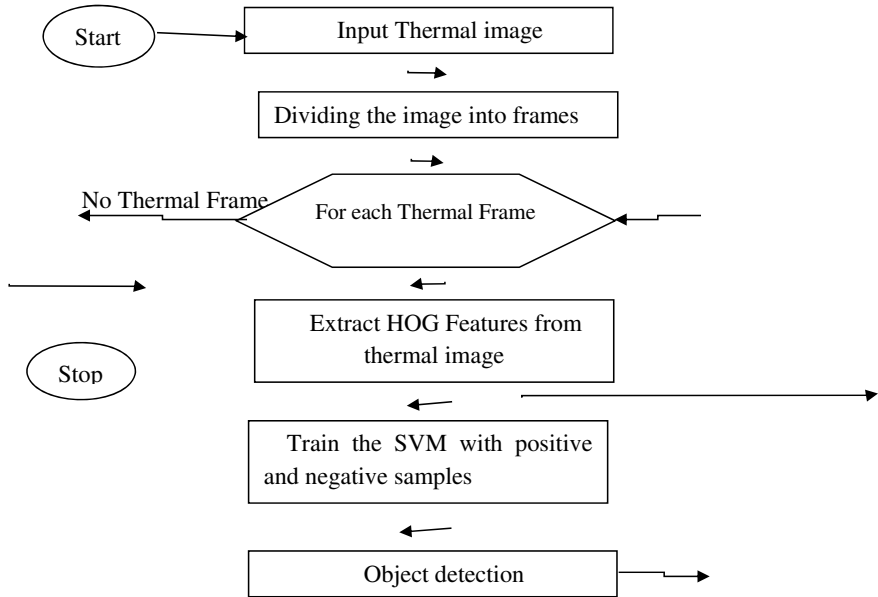 Start
Input Thermal image
Dividing the image into frames
No Thermal Frame
For each Thermal Frame
Extract HOG Features from
thermal image
Stop
Train the SVM with positive
and negative samples
Object detection